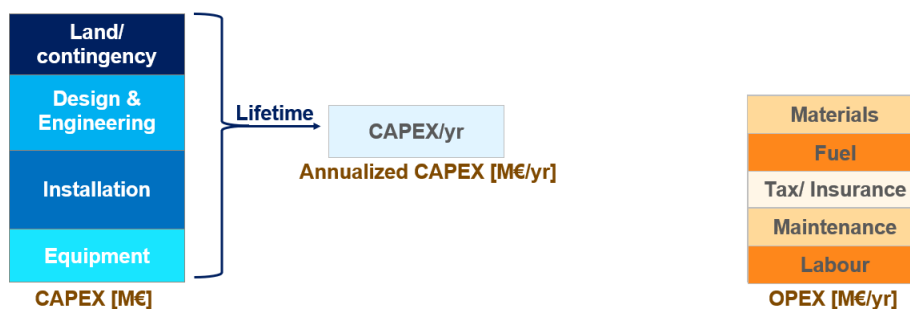 Land/
contingency
Design &
Engineering
Installation
Equipment
CAPEX [M€]
Lifetime
CAPEX/yr
Annualized CAPEX [M€/yr]
Materials
Fuel
Tax/ Insurance
Maintenance
Labour
OPEX [M€/yr]